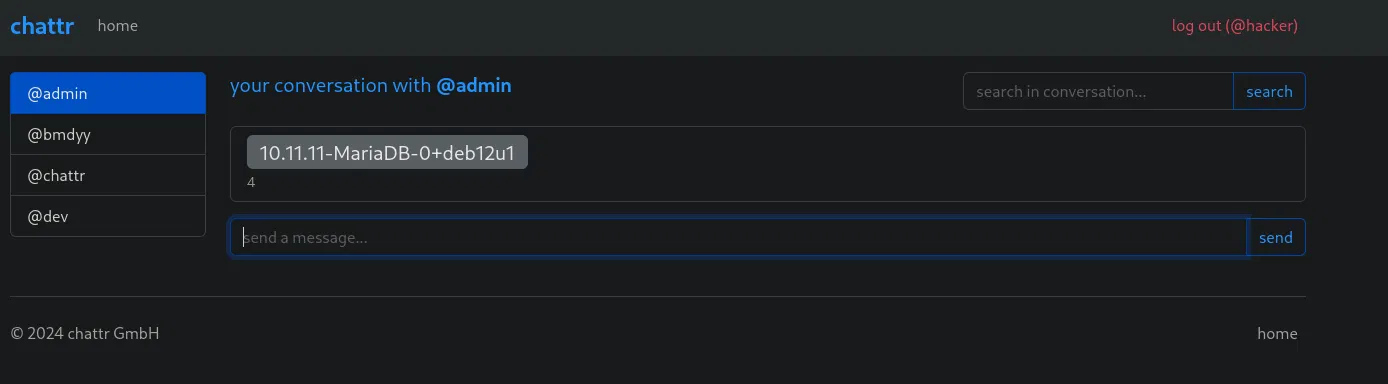 chattr home log out (@hacker)
@admin
@bmdyy
@chattr
@dev
your conversation with @admin
search in conversation... search
10.11.11-MariaDB-0+deb12u1
4
send a message... send
© 2024 chattr GmbH home